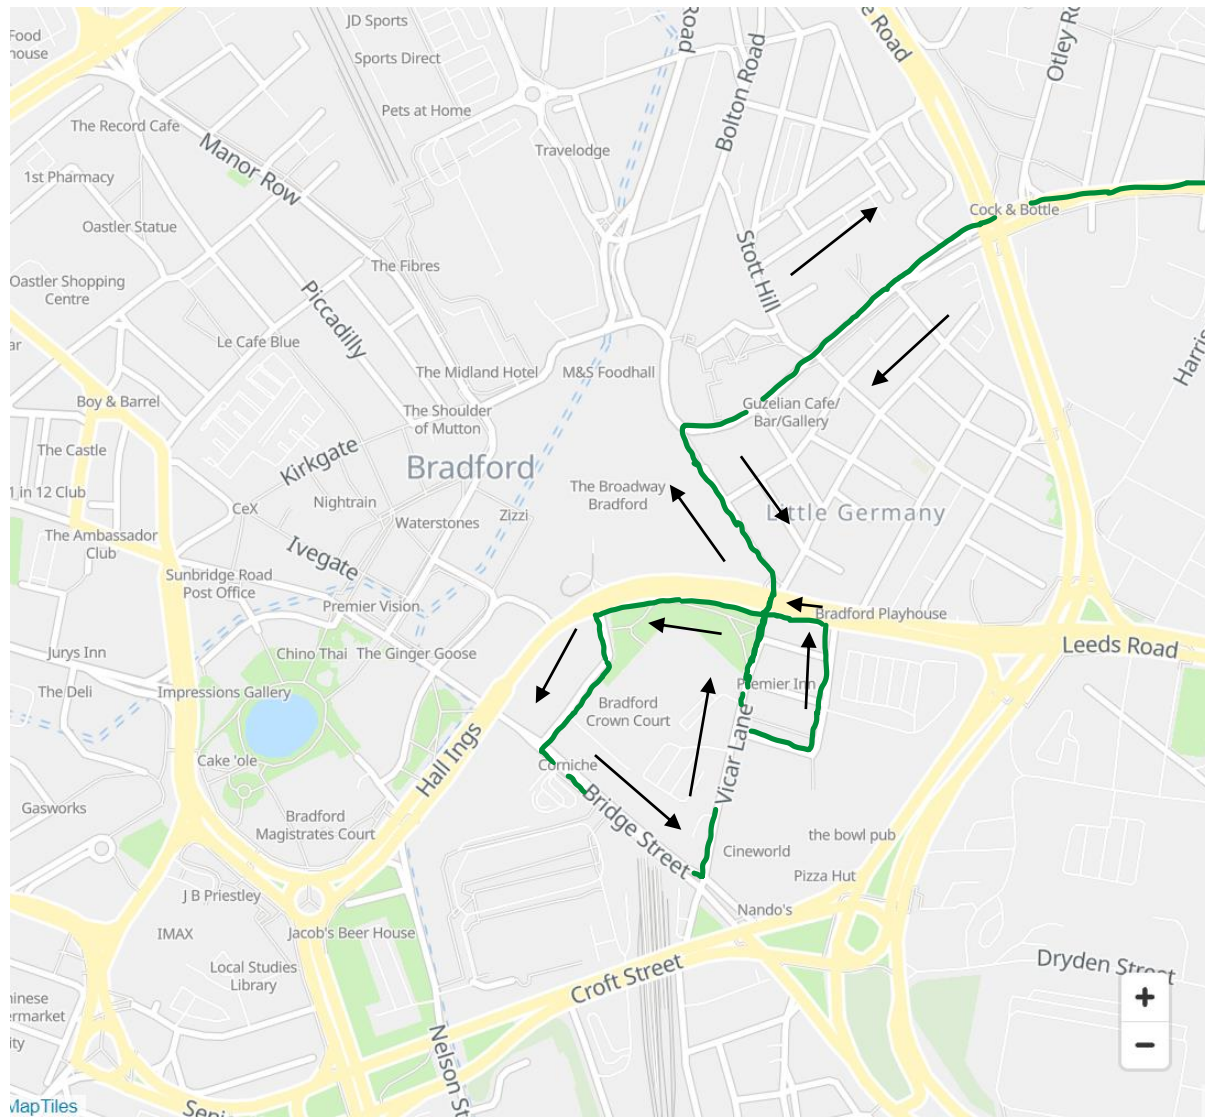 Food
house
JD Sports
Sports Direct
Pets at Home
The Record Cafe
1st Pharmacy
Manor Row
Travelodge
Road
Bolton Road
e Road
Otley Ro
Cock & Bottle
Oastler Statue
The Fibres
Stott Hill
Oastler Shopping
Centre
Piccadilly
Le Cafe Blue
Harris
ar
The Midland Hotel
M&S Foodhall
Boy & Barrel
The Shoulder
of Mutton
Guzelian Cafe/
Bar/Gallery
The Castle
Kirkgate
Bradford
1 in 12 Club
CeX
Nightrain
Waterstones
Zizzi
The Broadway
Bradford
Little Germany
The Ambassador
Club
Ivegate
Sunbridge Road
Post Office
Premier Vision
Bradford Playhouse
Jurys Inn
Chino Thai
The Ginger Goose
Leeds Road
The Deli
Impressions Gallery
Premier Inn
Bradford
Crown Court
Cake 'ole
Hall Ings
Corniche
Vicar Lane
Gasworks
Bradford
Magistrates Court
Bridge Street
the bowl pub
Cineworld
Pizza Hut
J B Priestley
Nando's
IMAX
Jacob's Beer House
Local Studies
Library
Croft Street
Dryden Street
hinese
ermarket
ity
Nelson St
+
−
MapTiles
Seni